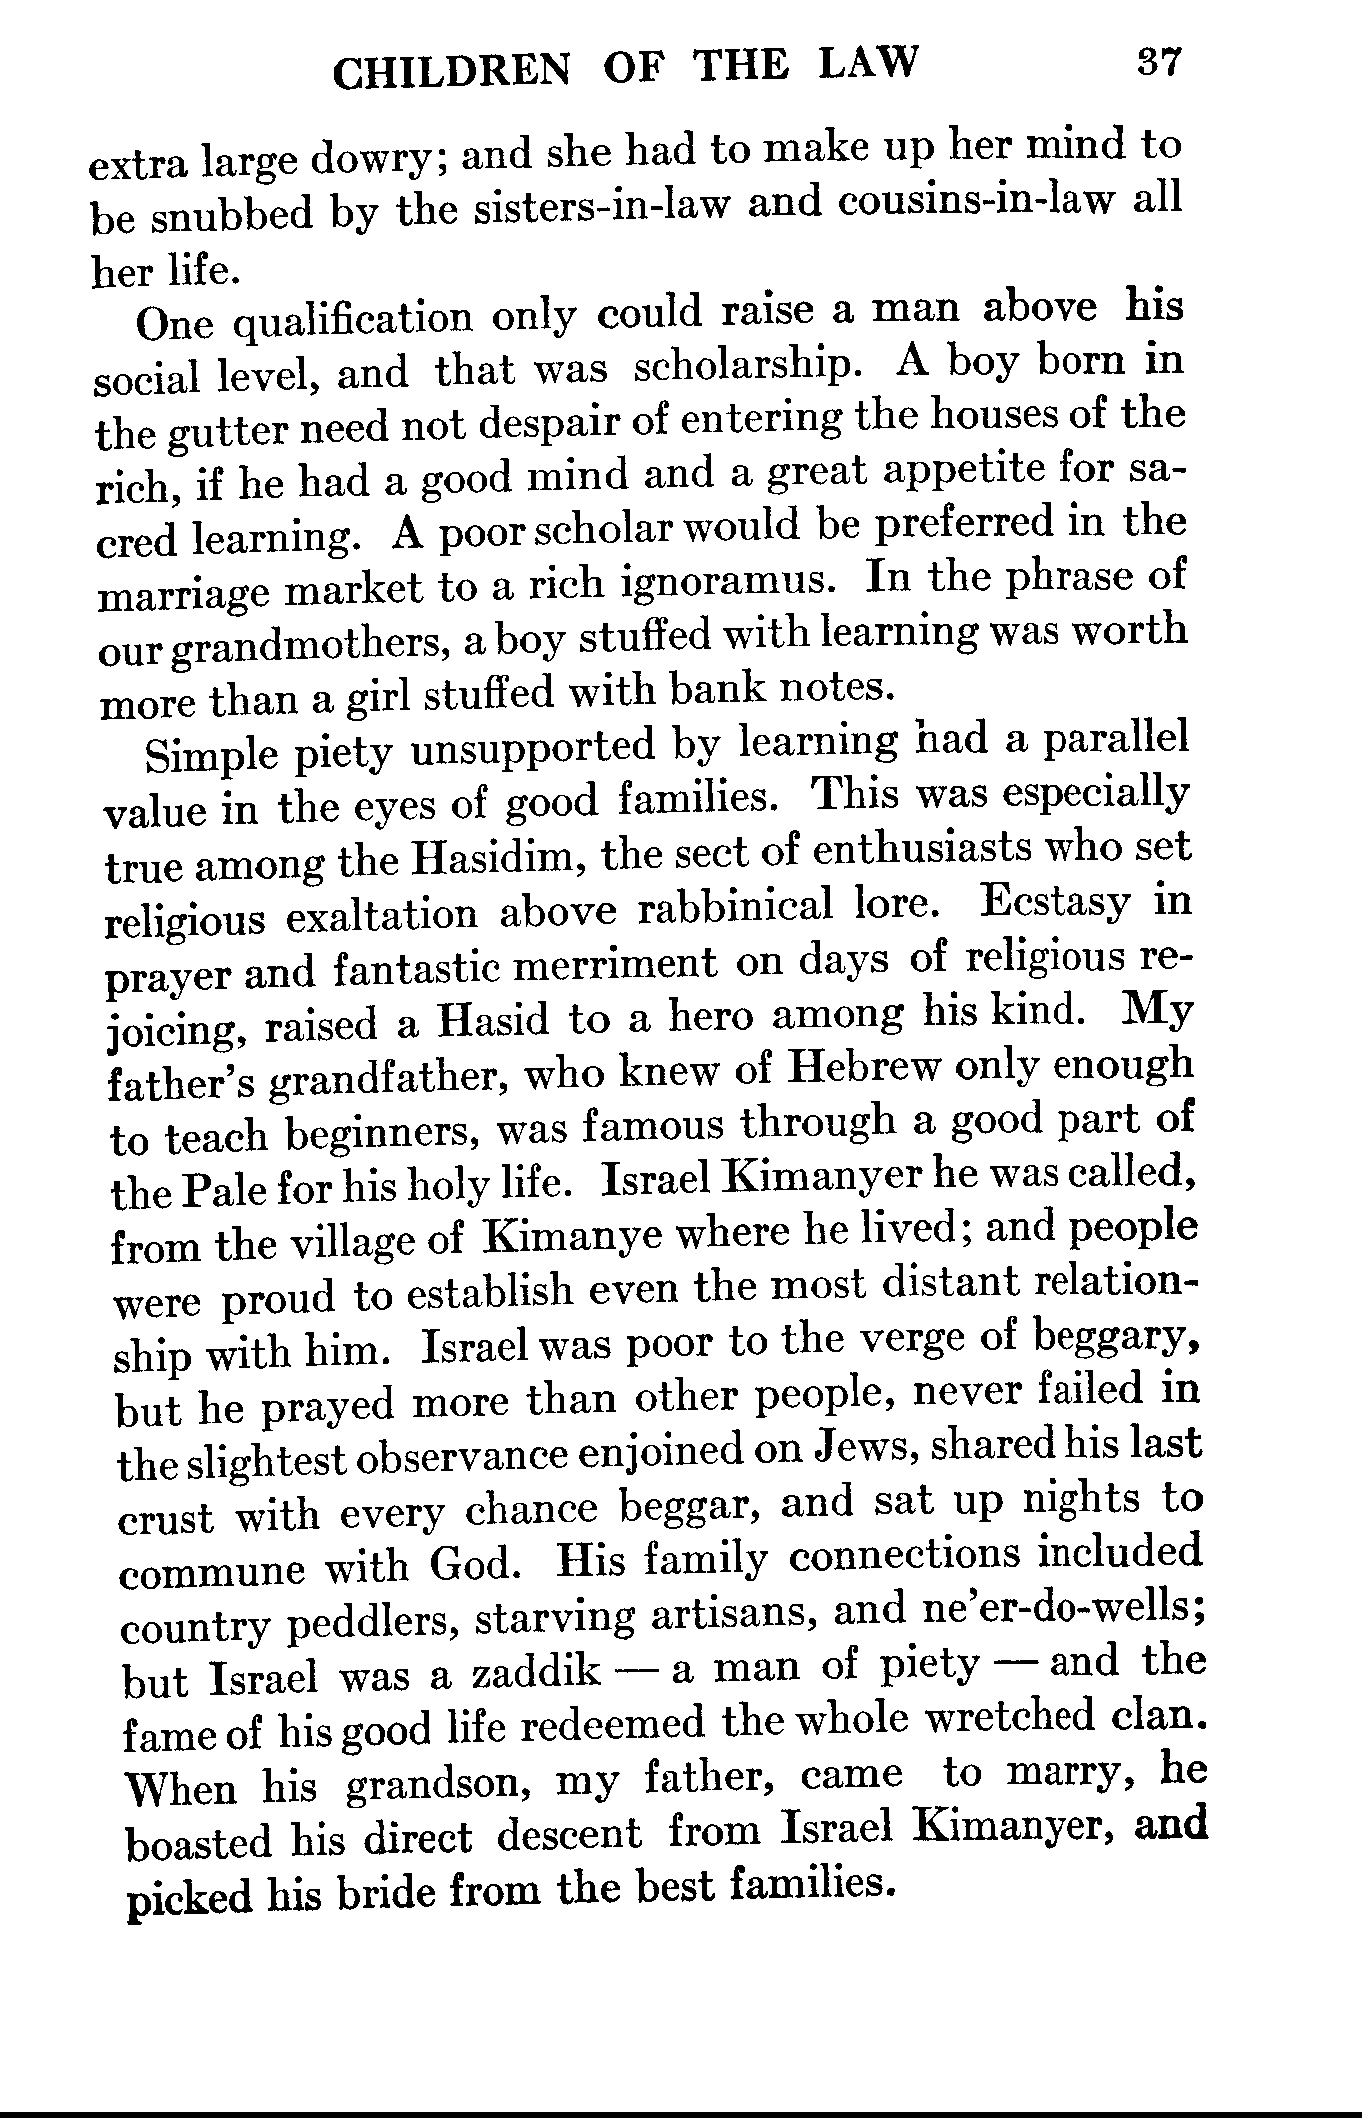 CHILDREN OF THE LAW 37
extra large dowry; and she had to make up her mind to
be snubbed by the sisters-in-law and cousins-in-law all
her life.
One qualification only could raise a man above his
social level, and that was scholarship. A boy born in
the gutter need not despair of entering the houses of the
rich, if he had a good mind and a great appetite for sa-
cred learning. A poor scholar would be preferred in the
marriage market to a rich ignoramus. In the phrase of
our grandmothers, a boy stuffed with learning was worth
more than a girl stuffed with bank notes.
Simple piety unsupported by learning had a parallel
value in the eyes of good families. This was especially
true among the Hasidim, the sect of enthusiasts who set
religious exaltation above rabbinical lore. Ecstasy in
prayer and fantastic merriment on days of religious re-
joicing, raised a Hasid to a hero among his kind. My
father's grandfather, who knew of Hebrew only enough
to teach beginners, was famous through a good part of
the Pale for his holy life. Israel Kimanyer he was called,
from the village of Kimanye where he lived; and people
were proud to establish even the most distant relation-
ship with him. Israel was poor to the verge of beggary,
but he prayed more than other people, never failed in
the slightest observance enjoined on Jews, shared his last
crust with every chance beggar, and sat up nights to
commune with God. His family connections included
country peddlers, starving artisans, and ne'er-do-wells;
but Israel was a zaddik — a man of piety — and the
fame of his good life redeemed the whole wretched clan.
When his grandson, my father, came to marry, he
boasted his direct descent from Israel Kimanyer, and
picked his bride from the best families.